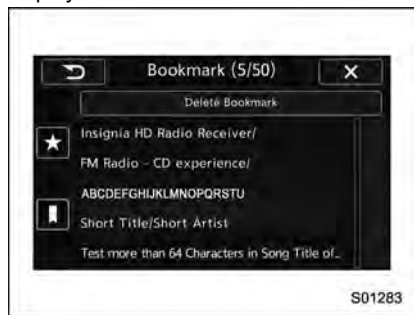 Bookmark (5/50)
Delete Bookmark
Insignia HD Radio Receiver/
FM Radio - CD experience/
ABCDEFGHIJKLMNOPQRSTU
Short Title/Short Artist
Test more than 64 Characters in Song Title of...
S01283